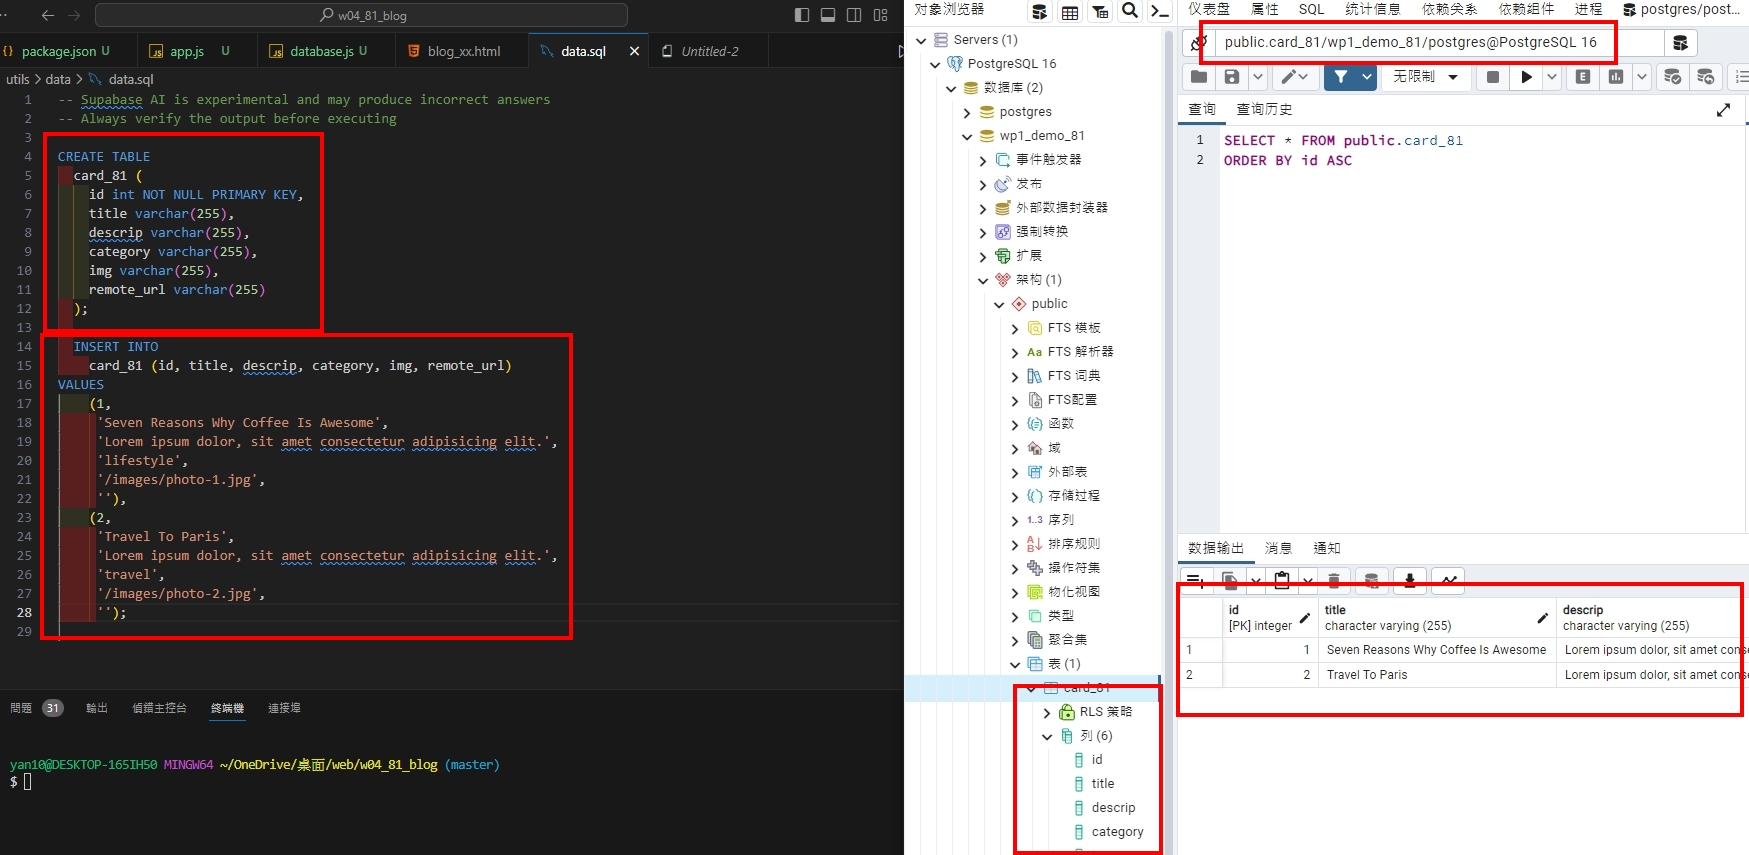 w04_81_blog
package.json U
app.js U
database.js U
blog_xx.html
data.sql
Untitled-2
utils > data > data.sql
1 -- Supabase AI is experimental and may produce incorrect answers
2 -- Always verify the output before executing
3
4 CREATE TABLE
5 card_81 (
6 id int NOT NULL PRIMARY KEY,
7 title varchar(255),
8 descrip varchar(255),
9 category varchar(255),
10 img varchar(255),
11 remote_url varchar(255)
12 );
13
14 INSERT INTO
15 card_81 (id, title, descrip, category, img, remote_url)
16 VALUES
17 (1,
18 'Seven Reasons Why Coffee Is Awesome',
19 'Lorem ipsum dolor, sit amet consectetur adipisicing elit.',
20 'lifestyle',
21 '/images/photo-1.jpg',
22 ''),
23 (2,
24 'Travel To Paris',
25 'Lorem ipsum dolor, sit amet consectetur adipisicing elit.',
26 'travel',
27 '/images/photo-2.jpg',
28 '');
29
問題 31 輸出 偵錯主控台 終端機 連接埠
yan10@DESKTOP-165IH50 MINGW64 ~/OneDrive/桌面/web/w04_81_blog (master)
$
对象浏览器
Servers (1)
PostgreSQL 16
数据库 (2)
postgres
wp1_demo_81
事件触发器
发布
外部数据封装器
强制转换
扩展
架构 (1)
public
FTS 模板
Aa FTS 解析器
FTS 词典
FTS配置
函数
域
外部表
存储过程
1..3 序列
排序规则
操作符集
物化视图
类型
聚合集
表 (1)
card_81
RLS 策略
列 (6)
id
title
descrip
category
仪表盘 属性 SQL 统计信息 依赖关系 依赖组件 进程 postgres/post...
public.card_81/wp1_demo_81/postgres@PostgreSQL 16
无限制
查询 查询历史
1 SELECT * FROM public.card_81
2 ORDER BY id ASC
数据输出 消息 通知
id
[PK] integer
title
character varying (255)
descrip
character varying (255)
1 1 Seven Reasons Why Coffee Is Awesome Lorem ipsum dolor, sit amet conse
2 2 Travel To Paris Lorem ipsum dolor, sit amet conse